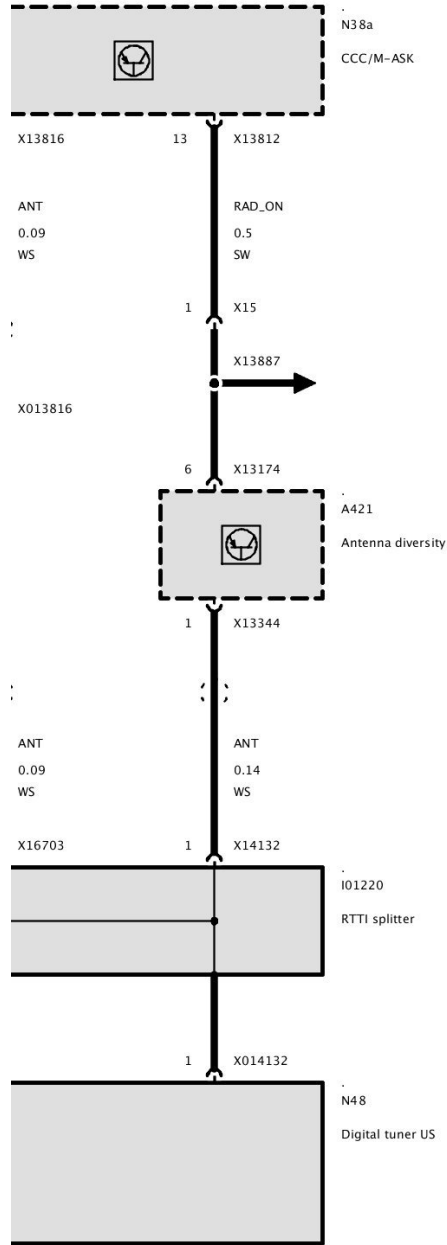 .
N38a
CCC/M-ASK
X13816 13 X13812
ANT RAD_ON
0.09 0.5
WS SW
1 X15
X13887
X013816
6 X13174
.
A421
Antenna diversity
1 X13344
ANT ANT
0.09 0.14
WS WS
X16703 1 X14132
.
I01220
RTTI splitter
1 X014132
.
N48
Digital tuner US